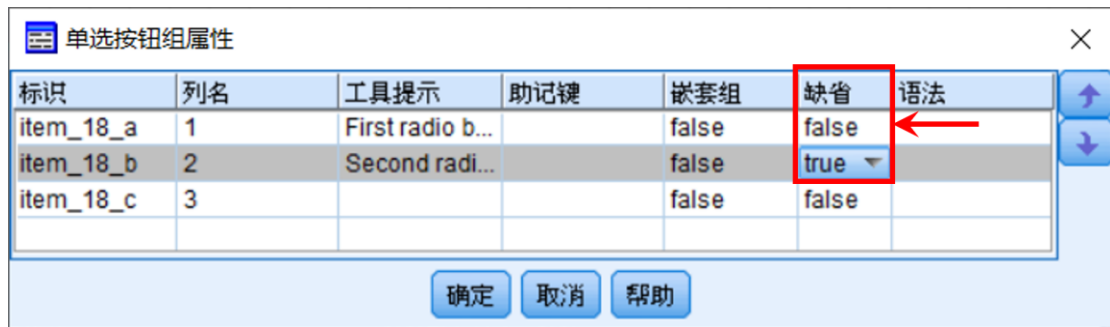 单选按钮组属性
标识 列名 工具提示 助记键 嵌套组 缺省 语法
item_18_a 1 First radio b... false false
item_18_b 2 Second radi... false true
item_18_c 3 false false
确定 取消 帮助